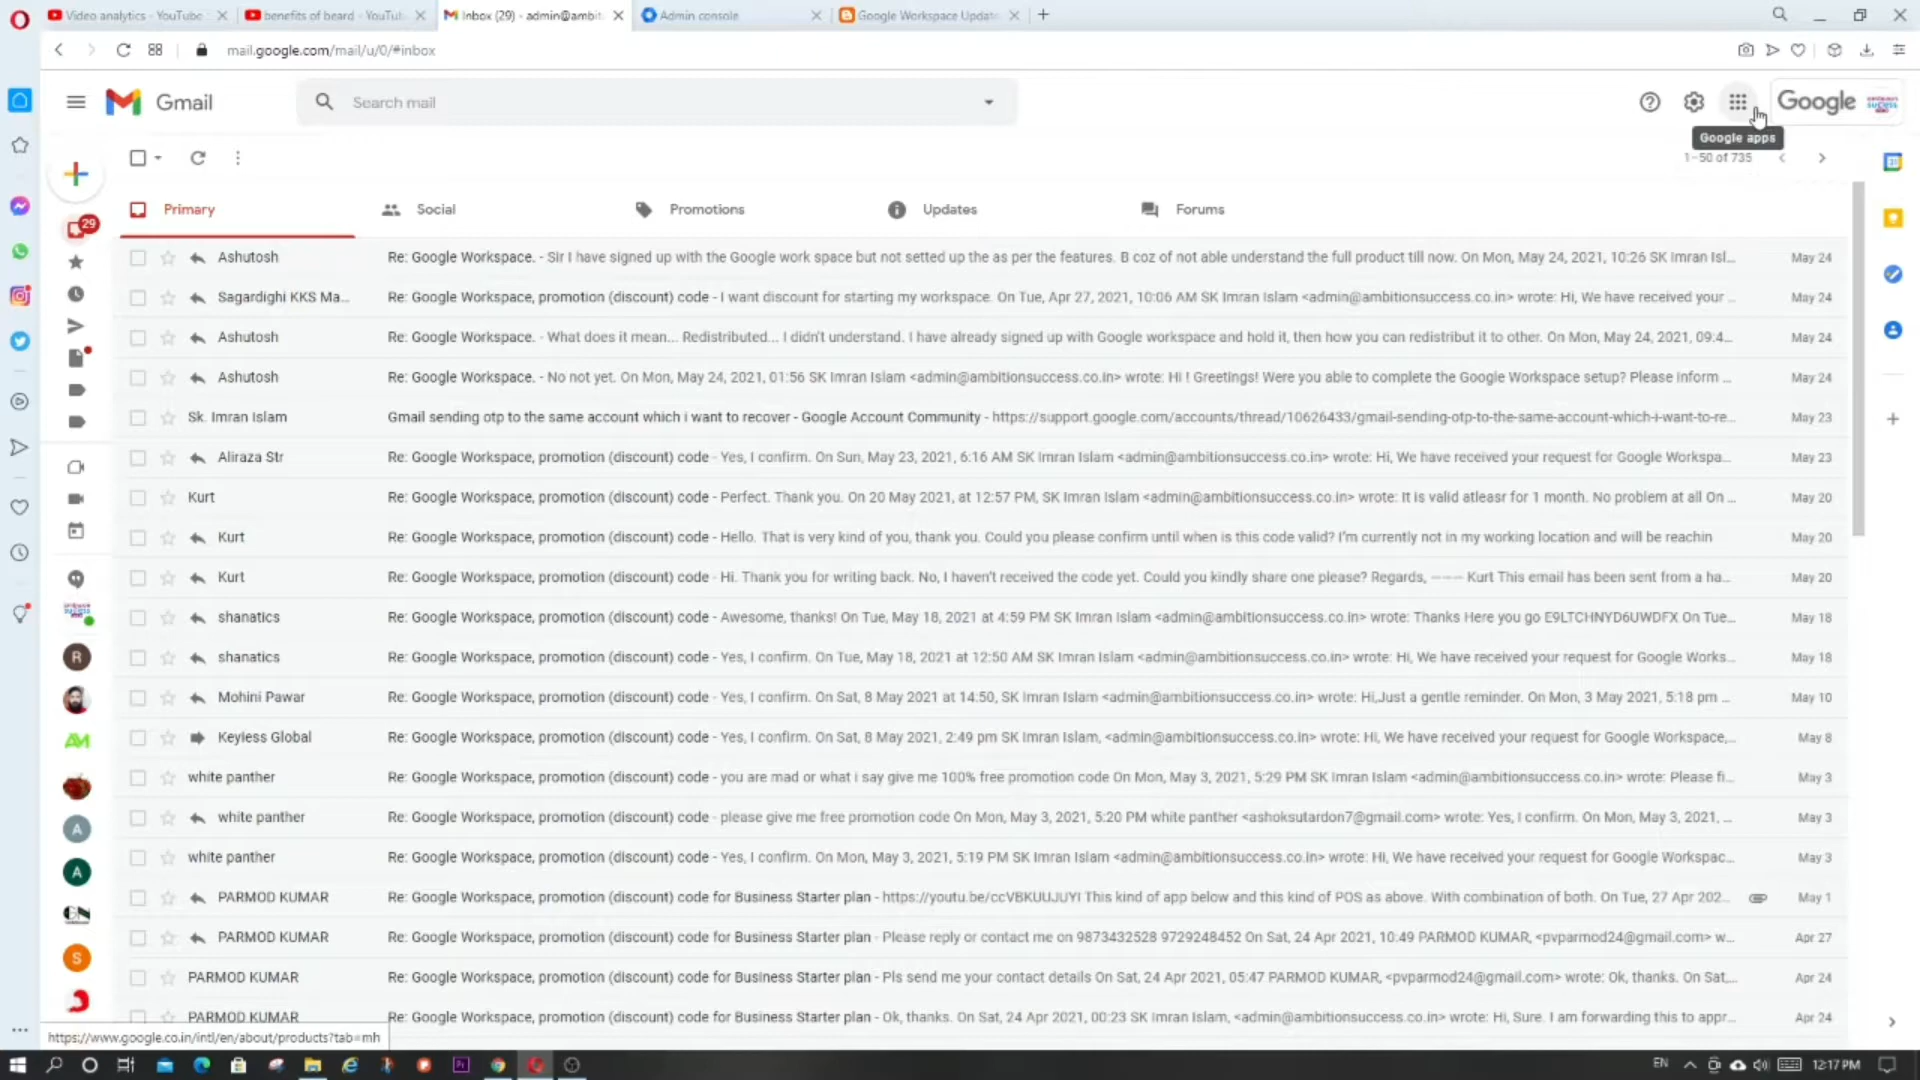 Video analytics - YouTube
benefits of beard - YouTub
Inbox (29) - admin@ambit
Admin console
Google Workspace Updat
mail.google.com/mail/u/0/#inbox
Gmail
Search mail
Google
Google apps
1-50 of 735
Primary
Social
Promotions
Updates
Forums
29
Ashutosh Re: Google Workspace. - Sir I have signed up with the Google work space but not setted up the as per the features. B coz of not able understand the full product till now. On Mon, May 24, 2021, 10:26 SK Imran Isl... May 24
Sagardighi KKS Ma... Re: Google Workspace, promotion (discount) code - I want discount for starting my workspace. On Tue, Apr 27, 2021, 10:06 AM SK Imran Islam <admin@ambitionsuccess.co.in> wrote: Hi, We have received your ... May 24
Ashutosh Re: Google Workspace. - What does it mean... Redistributed... I didn't understand. I have already signed up with Google workspace and hold it, then how you can redistribut it to other. On Mon, May 24, 2021, 09:4... May 24
Ashutosh Re: Google Workspace. - No not yet. On Mon, May 24, 2021, 01:56 SK Imran Islam <admin@ambitionsuccess.co.in> wrote: Hi ! Greetings! Were you able to complete the Google Workspace setup? Please inform ... May 24
Sk. Imran Islam Gmail sending otp to the same account which i want to recover - Google Account Community - https://support.google.com/accounts/thread/10626433/gmail-sending-otp-to-the-same-account-which-i-want-to-re... May 23
Aliraza Str Re: Google Workspace, promotion (discount) code - Yes, I confirm. On Sun, May 23, 2021, 6:16 AM SK Imran Islam <admin@ambitionsuccess.co.in> wrote: Hi, We have received your request for Google Workspa... May 23
Kurt Re: Google Workspace, promotion (discount) code - Perfect. Thank you. On 20 May 2021, at 12:57 PM, SK Imran Islam <admin@ambitionsuccess.co.in> wrote: It is valid atleasr for 1 month. No problem at all On ... May 20
Kurt Re: Google Workspace, promotion (discount) code - Hello. That is very kind of you, thank you. Could you please confirm until when is this code valid? I'm currently not in my working location and will be reachin May 20
Kurt Re: Google Workspace, promotion (discount) code - Hi. Thank you for writing back. No, I haven't received the code yet. Could you kindly share one please? Regards, ——— Kurt This email has been sent from a ha... May 20
shanatics Re: Google Workspace, promotion (discount) code - Awesome, thanks! On Tue, May 18, 2021 at 4:59 PM SK Imran Islam <admin@ambitionsuccess.co.in> wrote: Thanks Here you go E9LTCHNYD6UWDFX On Tue... May 18
shanatics Re: Google Workspace, promotion (discount) code - Yes, I confirm. On Tue, May 18, 2021 at 12:50 AM SK Imran Islam <admin@ambitionsuccess.co.in> wrote: Hi, We have received your request for Google Works... May 18
Mohini Pawar Re: Google Workspace, promotion (discount) code - Yes, I confirm. On Sat, 8 May 2021 at 14:50, SK Imran Islam <admin@ambitionsuccess.co.in> wrote: Hi,Just a gentle reminder. On Mon, 3 May 2021, 5:18 pm ... May 10
Keyless Global Re: Google Workspace, promotion (discount) code - Yes, I confirm. On Sat, 8 May 2021, 2:49 pm SK Imran Islam, <admin@ambitionsuccess.co.in> wrote: Hi, We have received your request for Google Workspace,... May 8
white panther Re: Google Workspace, promotion (discount) code - you are mad or what i say give me 100% free promotion code On Mon, May 3, 2021, 5:29 PM SK Imran Islam <admin@ambitionsuccess.co.in> wrote: Please fi... May 3
white panther Re: Google Workspace, promotion (discount) code - please give me free promotion code On Mon, May 3, 2021, 5:20 PM white panther <ashoksutardon7@gmail.com> wrote: Yes, I confirm. On Mon, May 3, 2021, ... May 3
white panther Re: Google Workspace, promotion (discount) code - Yes, I confirm. On Mon, May 3, 2021, 5:19 PM SK Imran Islam <admin@ambitionsuccess.co.in> wrote: Hi, We have received your request for Google Workspac... May 3
PARMOD KUMAR Re: Google Workspace, promotion (discount) code for Business Starter plan - https://youtu.be/ccVBKUUJUYI This kind of app below and this kind of POS as above. With combination of both. On Tue, 27 Apr 202... May 1
PARMOD KUMAR Re: Google Workspace, promotion (discount) code for Business Starter plan - Please reply or contact me on 9873432528 9729248452 On Sat, 24 Apr 2021, 10:49 PARMOD KUMAR, <pvparmod24@gmail.com> w... Apr 27
PARMOD KUMAR Re: Google Workspace, promotion (discount) code for Business Starter plan - Pls send me your contact details On Sat, 24 Apr 2021, 05:47 PARMOD KUMAR, <pvparmod24@gmail.com> wrote: Ok, thanks. On Sat,... Apr 24
PARMOD KUMAR Re: Google Workspace, promotion (discount) code for Business Starter plan - Ok, thanks. On Sat, 24 Apr 2021, 00:23 SK Imran Islam, <admin@ambitionsuccess.co.in> wrote: Hi, Sure. I am forwarding this to appr... Apr 24
R
A
A
S
https://www.google.co.in/intl/en/about/products?tab=mh
EN
12:17 PM